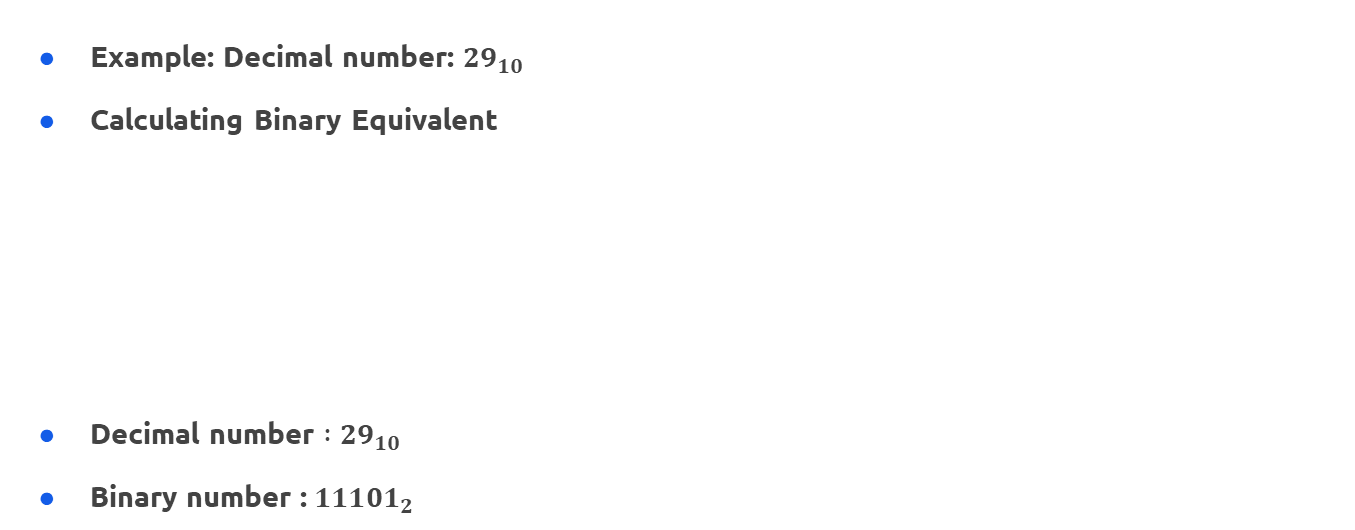 • Example: Decimal number: 29₁₀
• Calculating Binary Equivalent
• Decimal number : 29₁₀
• Binary number : 11101₂